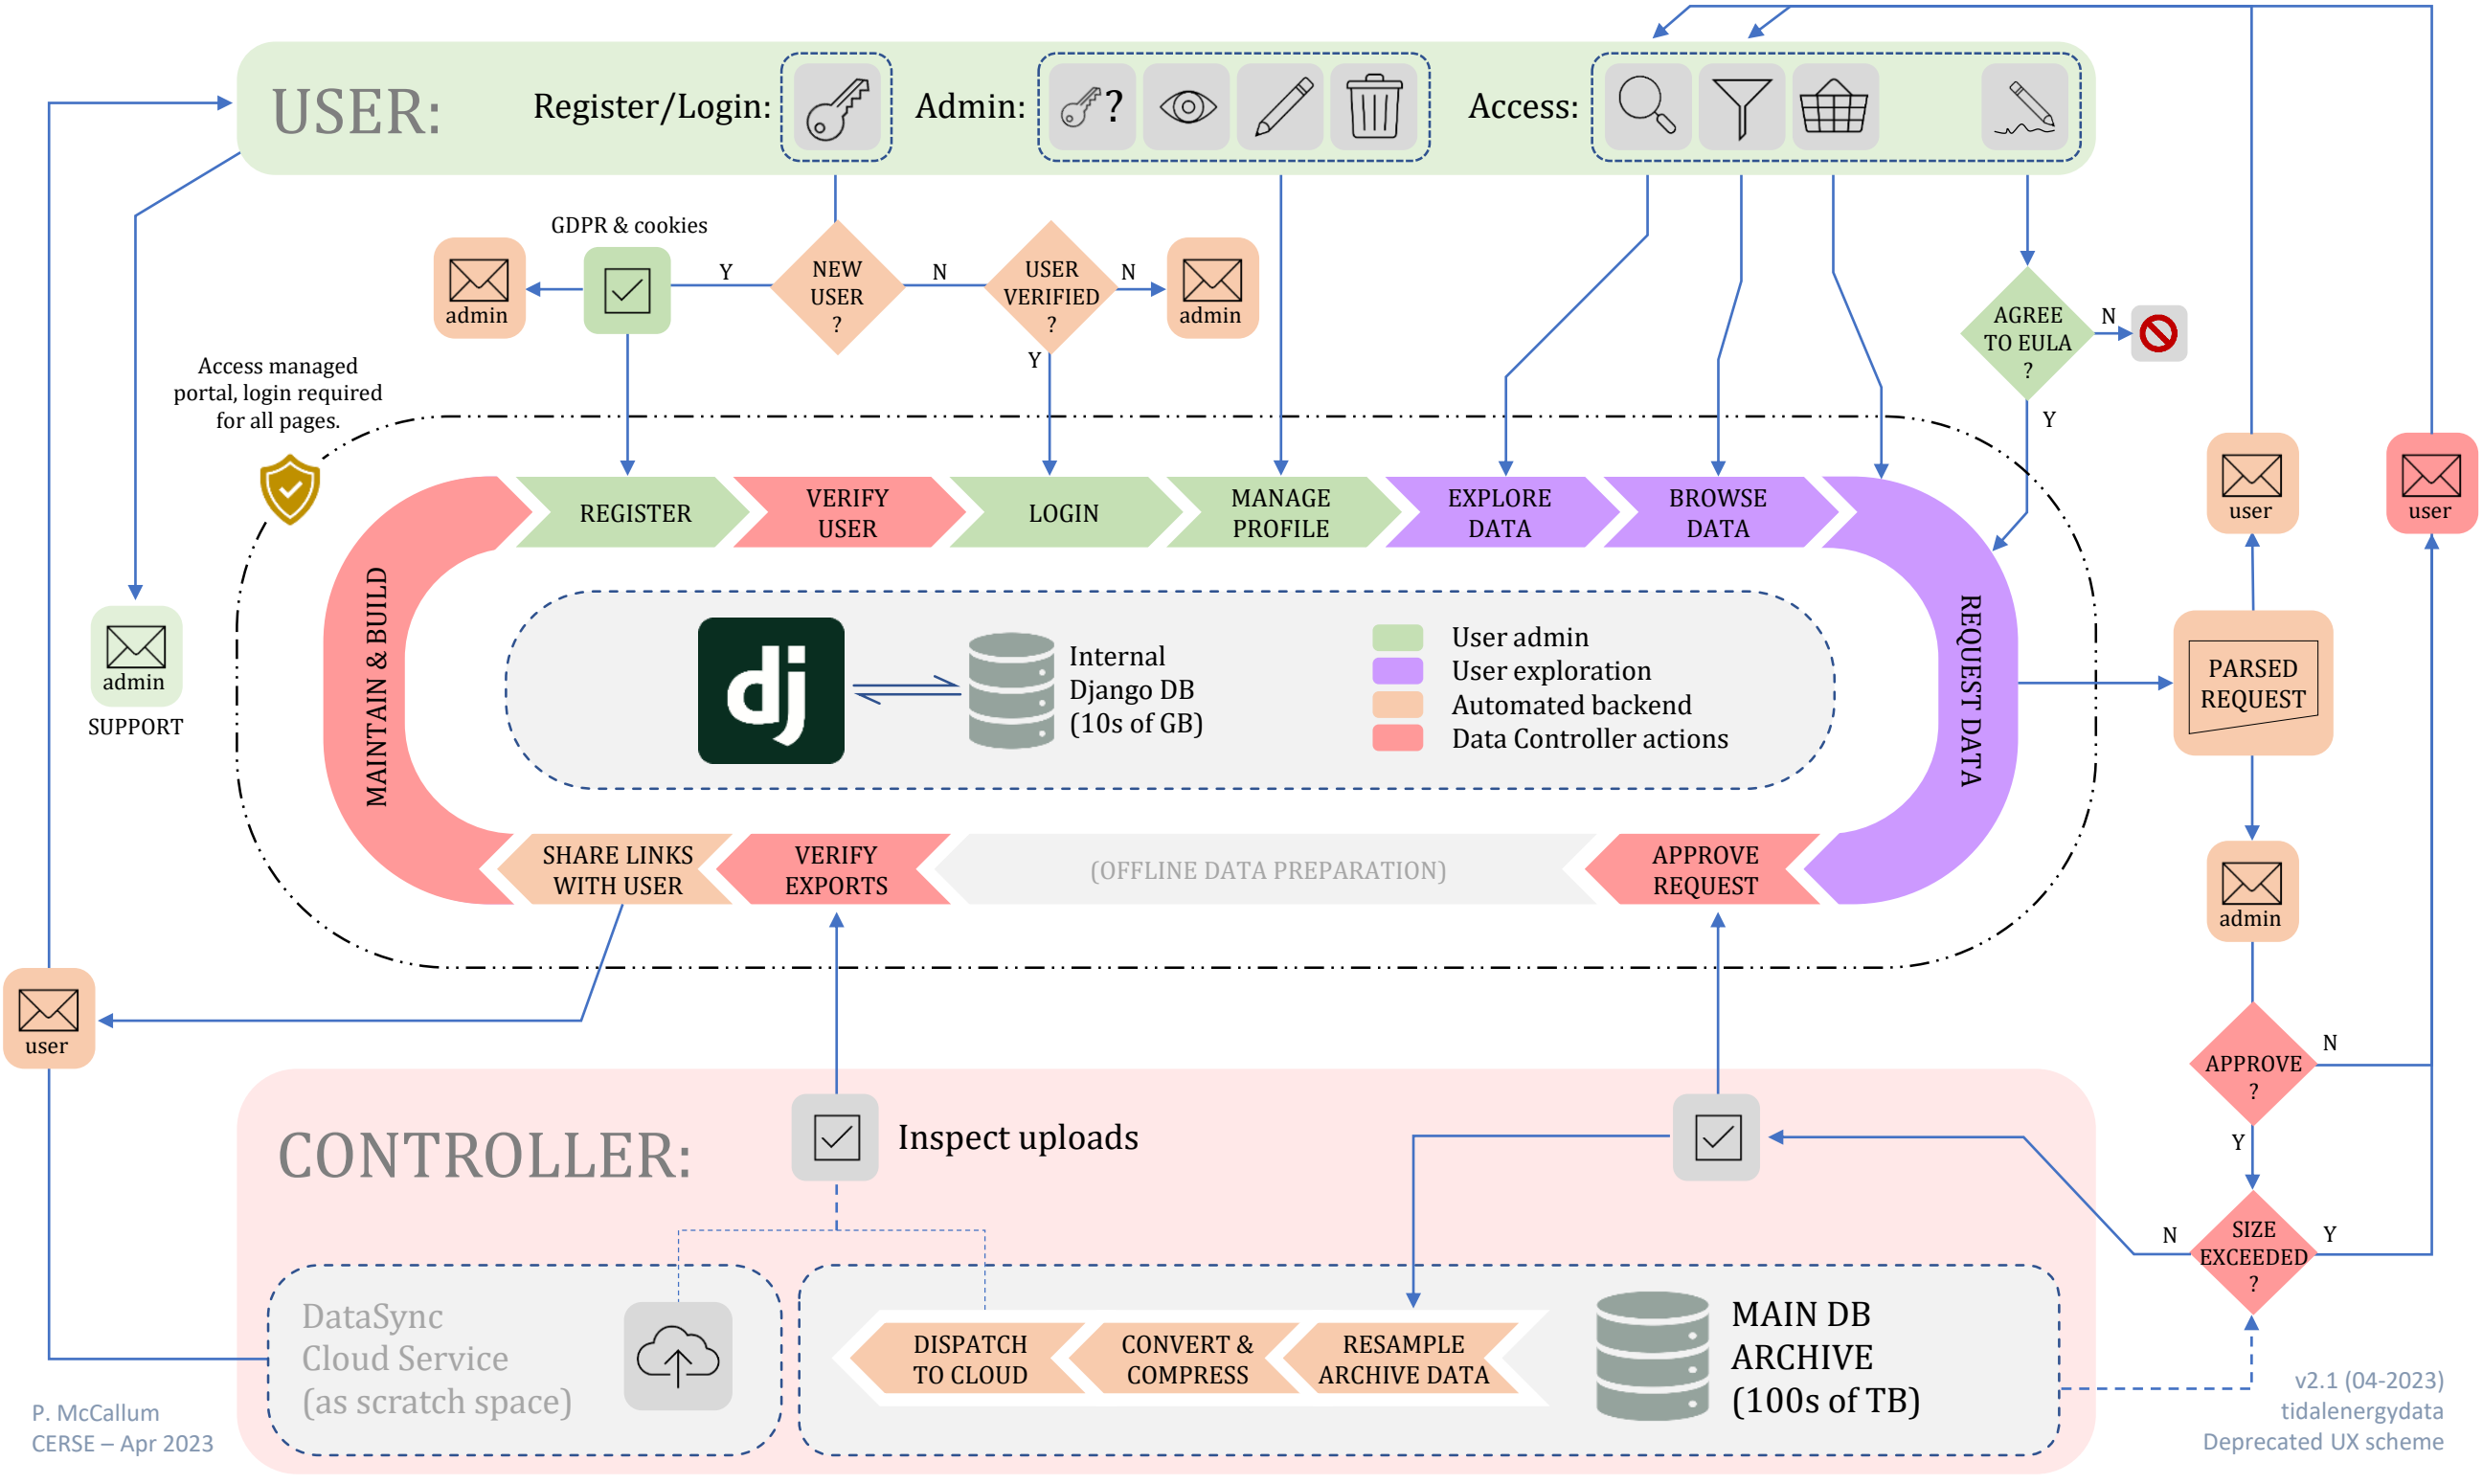 USER:
Register/Login:
Admin:
?
Access:
GDPR & cookies
admin
Y
NEW
USER
?
N
USER
VERIFIED
?
N
Y
admin
AGREE
TO EULA
?
N
Y
Access managed
portal, login required
for all pages.
REGISTER
VERIFY
USER
LOGIN
MANAGE
PROFILE
EXPLORE
DATA
BROWSE
DATA
REQUEST DATA
user
user
admin
SUPPORT
MAINTAIN & BUILD
dj
Internal
Django DB
(10s of GB)
User admin
User exploration
Automated backend
Data Controller actions
PARSED
REQUEST
SHARE LINKS
WITH USER
VERIFY
EXPORTS
(OFFLINE DATA PREPARATION)
APPROVE
REQUEST
admin
user
APPROVE
?
N
Y
CONTROLLER:
Inspect uploads
N
SIZE
EXCEEDED
?
Y
DataSync
Cloud Service
(as scratch space)
DISPATCH
TO CLOUD
CONVERT &
COMPRESS
RESAMPLE
ARCHIVE DATA
MAIN DB
ARCHIVE
(100s of TB)
P. McCallum
CERSE – Apr 2023
v2.1 (04-2023)
tidalenergydata
Deprecated UX scheme